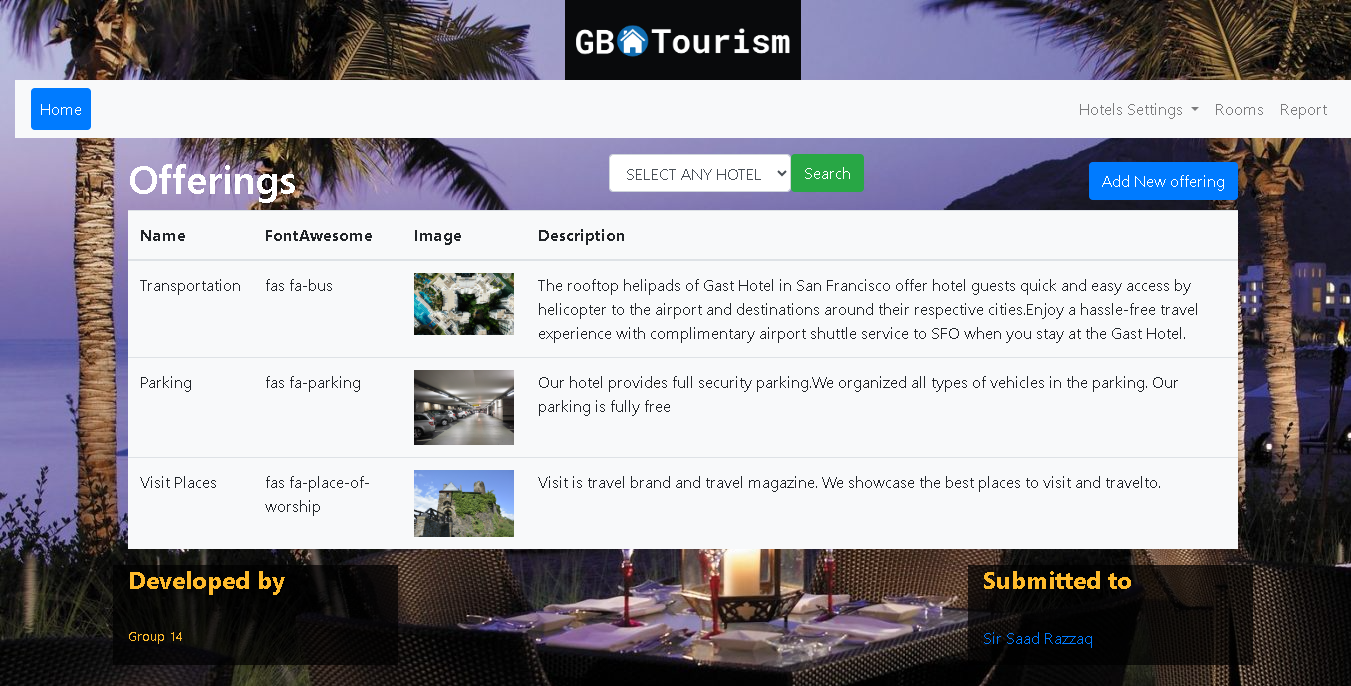 GB Tourism
Home
Hotels Settings
Rooms
Report
Offerings
SELECT ANY HOTEL
Search
Add New offering
Name FontAwesome Image Description
Transportation
fas fa-bus
The rooftop helipads of Gast Hotel in San Francisco offer hotel guests quick and easy access by
helicopter to the airport and destinations around their respective cities.Enjoy a hassle-free travel
experience with complimentary airport shuttle service to SFO when you stay at the Gast Hotel.
Parking
fas fa-parking
Our hotel provides full security parking.We organized all types of vehicles in the parking. Our
parking is fully free
Visit Places
fas fa-place-of-
worship
Visit is travel brand and travel magazine. We showcase the best places to visit and travelto.
Developed by
Group 14
Submitted to
Sir Saad Razzaq